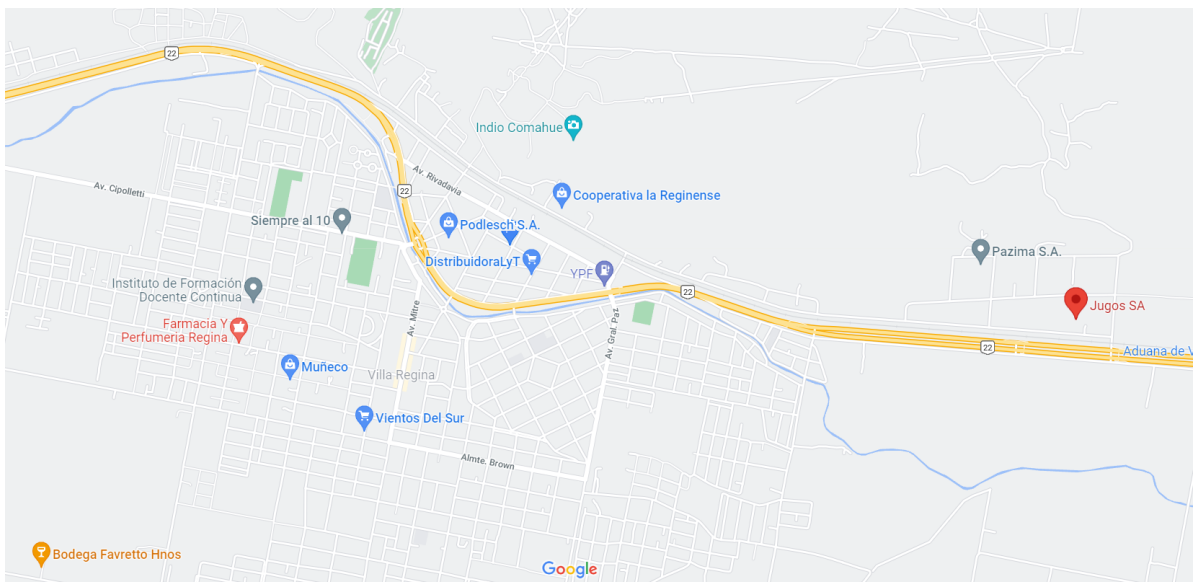 22
Indio Comahue
Av. Rivadavia
Av. Cipolletti
22
Cooperativa la Reginense
Siempre al 10
Podlesch S.A.
DistribuidoraLyT
YPF
Pazima S.A.
Instituto de Formación
Docente Continua
22
Jugos SA
Farmacia Y
Perfumeria Regina
Av. Mitre
Av. Gral. Paz
22
Aduana de V
Muñeco
Villa Regina
Vientos Del Sur
Almte. Brown
Bodega Favretto Hnos
Google